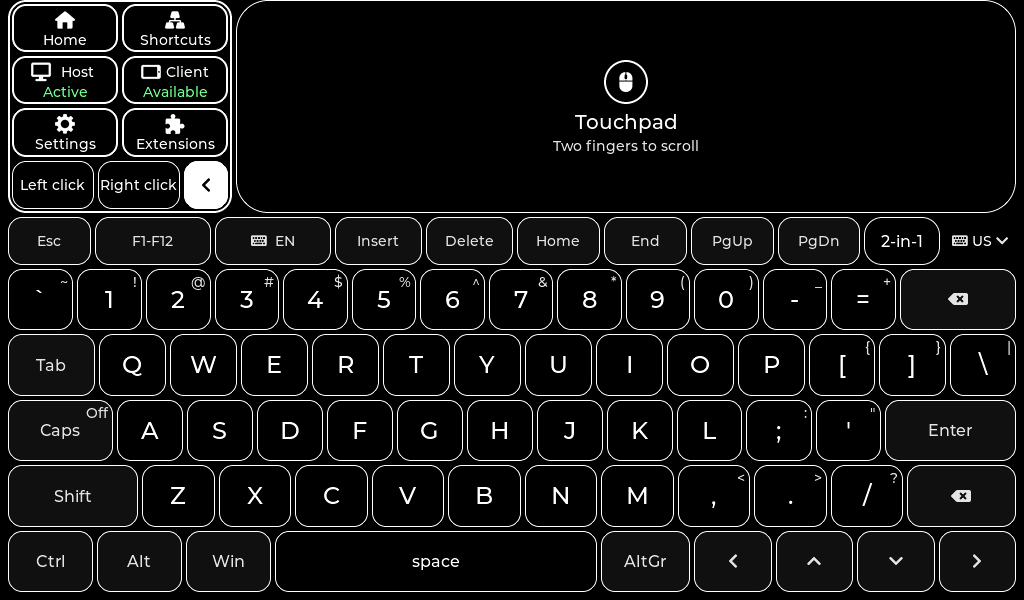 Home
Shortcuts
Host
Active
Client
Available
Settings
Extensions
Left click
Right click
Touchpad
Two fingers to scroll
Esc
F1-F12
EN
Insert
Delete
Home
End
PgUp
PgDn
2-in-1
US
` ~
1 !
2 @
3 #
4 $
5 %
6 ^
7 &
8 *
9 (
0 )
- _
= +
Tab
Q
W
E
R
T
Y
U
I
O
P
[ {
] }
\ |
Caps Off
A
S
D
F
G
H
J
K
L
; :
' "
Enter
Shift
Z
X
C
V
B
N
M
, <
. >
/ ?
Ctrl
Alt
Win
space
AltGr